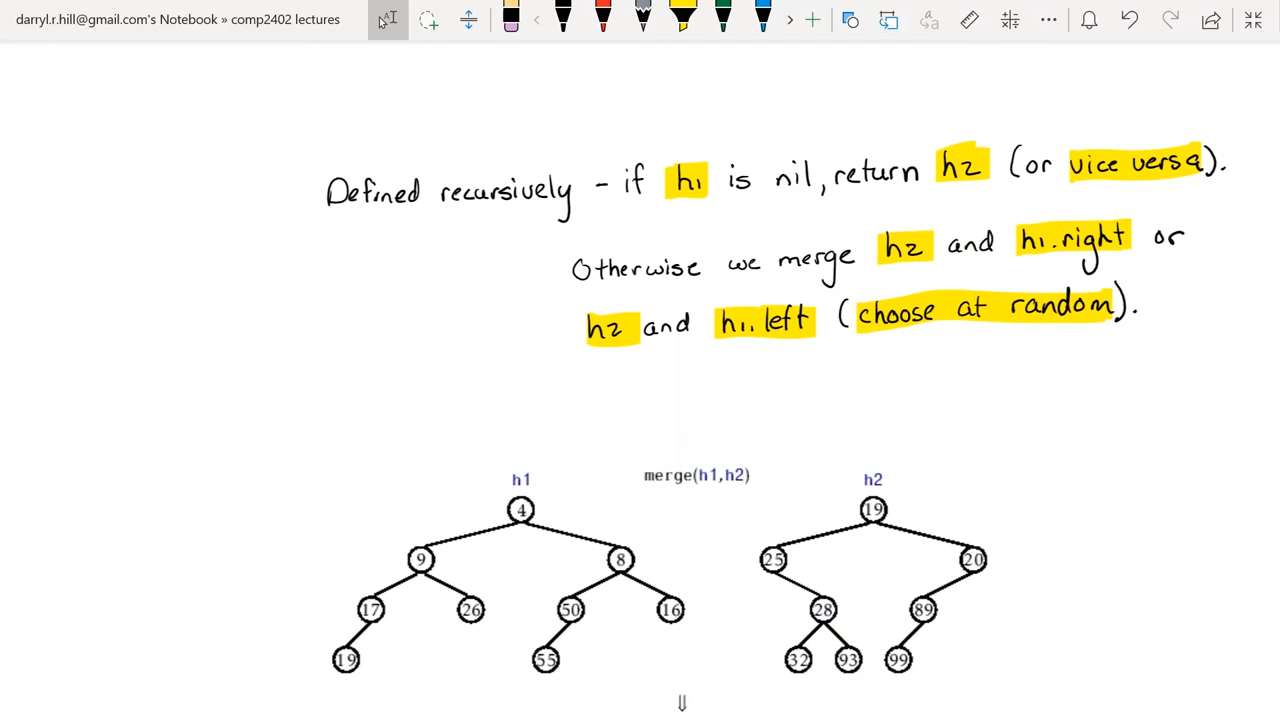 darryl.r.hill@gmail.com's Notebook » comp2402 lectures
Defined recursively - if h1 is nil, return h2 (or vice versa).
Otherwise we merge h2 and h1.right or
h2 and h1.left (choose at random).
h1 merge(h1,h2) h2
4 19
9 8 25 20
17 26 50 16 28 89
19 55 32 93 99
⇓